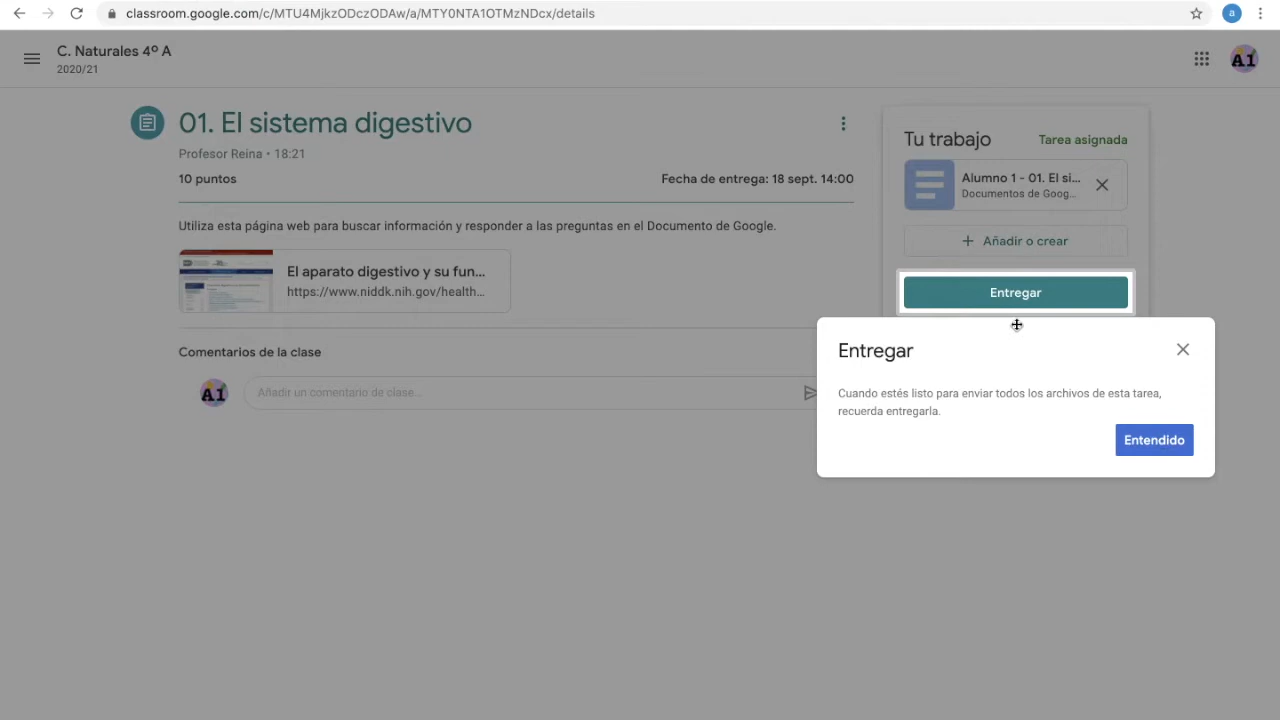 classroom.google.com/c/MTU4MjkzODczODAw/a/MTY0NTA1OTMzNDcx/details
a
C. Naturales 4º A
2020/21
A1
01. El sistema digestivo
Profesor Reina • 18:21
10 puntos
Fecha de entrega: 18 sept. 14:00
Utiliza esta página web para buscar información y responder a las preguntas en el Documento de Google.
El aparato digestivo y su fun...
https://www.niddk.nih.gov/health...
Comentarios de la clase
A1
Añadir un comentario de clase...
Tu trabajo
Tarea asignada
Alumno 1 - 01. El si...
Documentos de Goog...
+ Añadir o crear
Entregar
Entregar
Cuando estés listo para enviar todos los archivos de esta tarea,
recuerda entregarla.
Entendido